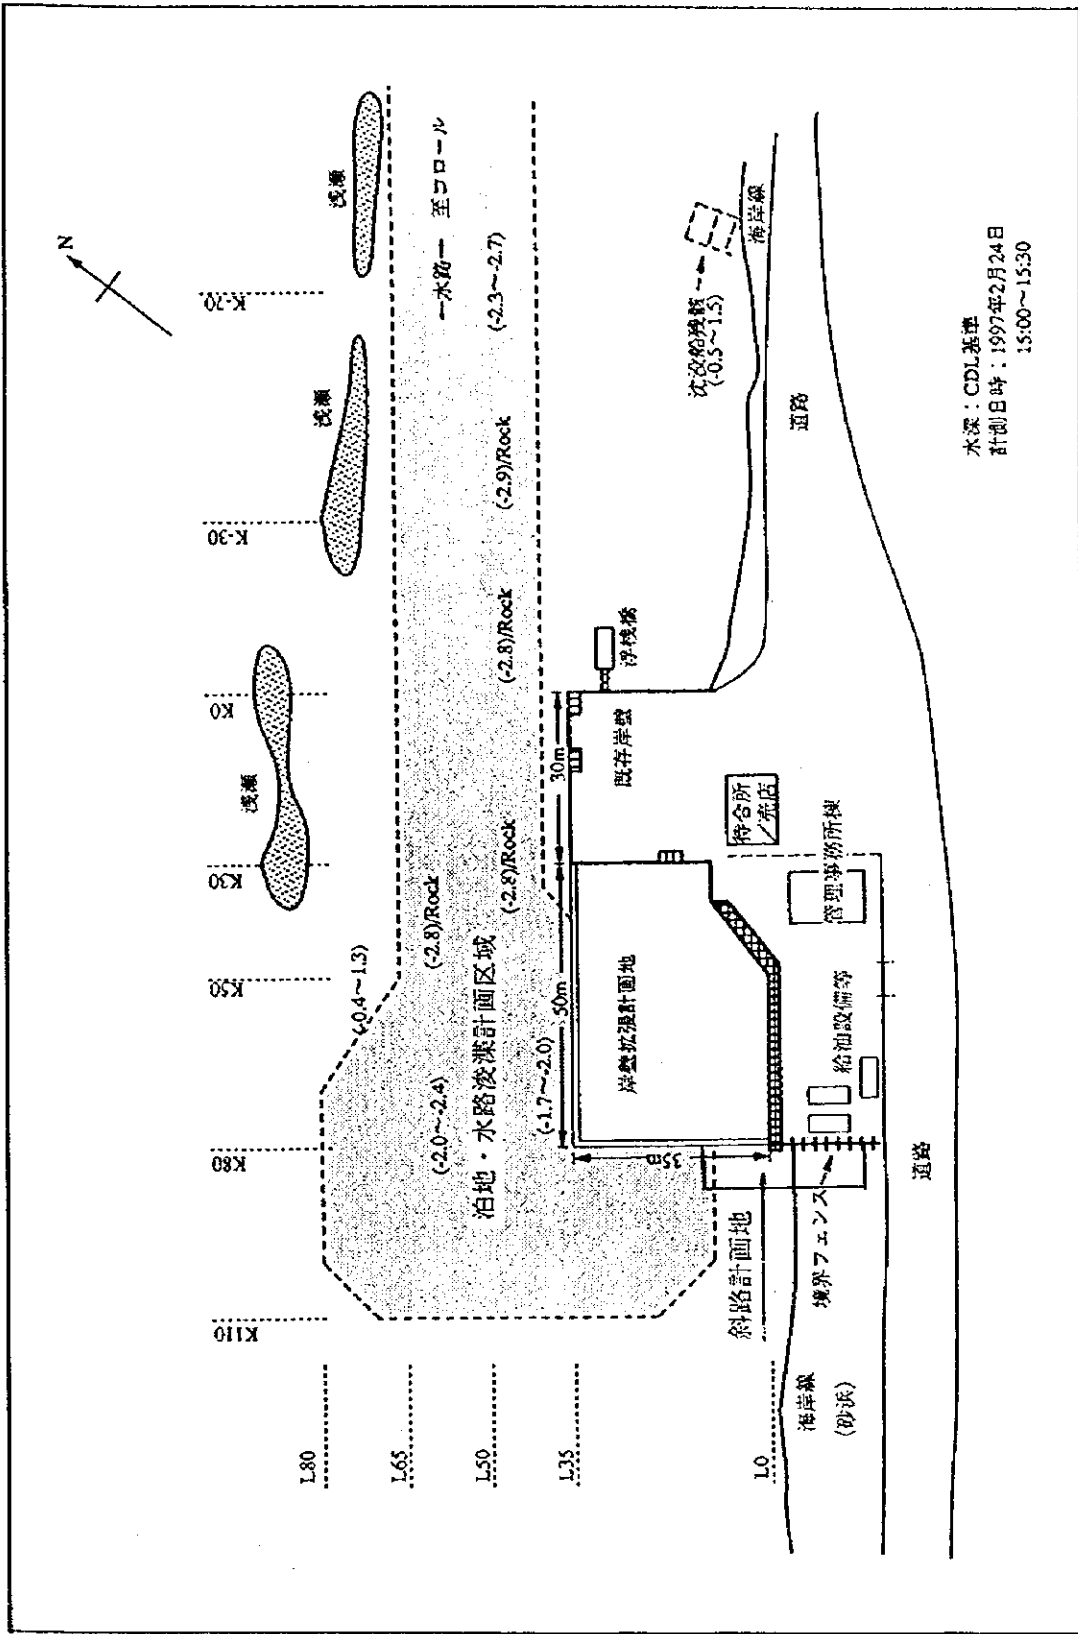 N
浅瀬
浅瀬
浅瀬
K110
K80
K50
K30
K0
K-30
K-70
L80
L65
L50
L35
L0
(-0.4～-1.3)
(-2.8)/Rock
(-2.0～-2.4)
泊地・水路浚渫計画区域
(-2.8)/Rock
(-2.8)/Rock
(-2.9)/Rock
(-2.3～-2.7)
水路
至コロール
(-1.7～-2.0)
50m
30m
35m
岸壁拡張計画地
既存岸壁
浮桟橋
沈没船残骸
(-0.5～1.5)
海岸線
待合所
／売店
管理事務所棟
給油設備等
斜路計画地
境界フェンス
海岸線
(砂浜)
道路
道路
水深：CDL基準
計測日時：1997年2月24日
15:00～15:30